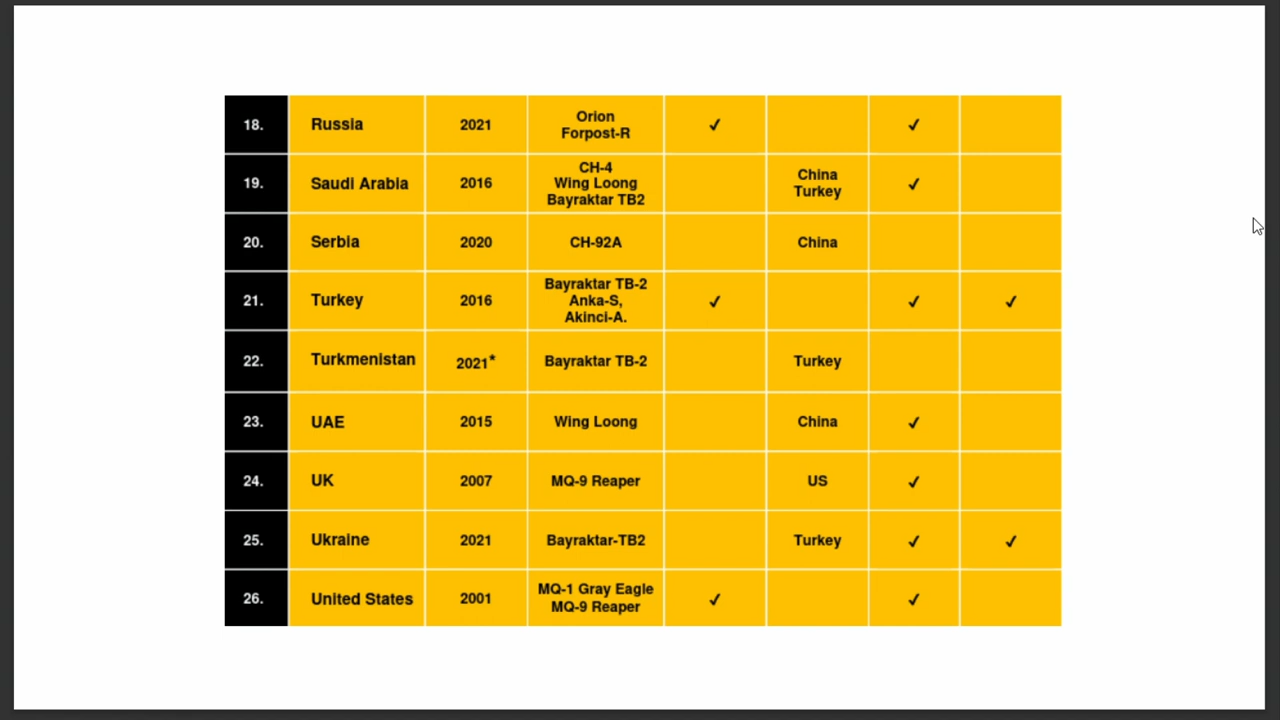 18. Russia 2021 Orion Forpost-R ✓ ✓
19. Saudi Arabia 2016 CH-4 Wing Loong Bayraktar TB2 China Turkey ✓
20. Serbia 2020 CH-92A China
21. Turkey 2016 Bayraktar TB-2 Anka-S, Akinci-A. ✓ ✓ ✓
22. Turkmenistan 2021* Bayraktar TB-2 Turkey
23. UAE 2015 Wing Loong China ✓
24. UK 2007 MQ-9 Reaper US ✓
25. Ukraine 2021 Bayraktar-TB2 Turkey ✓ ✓
26. United States 2001 MQ-1 Gray Eagle MQ-9 Reaper ✓ ✓